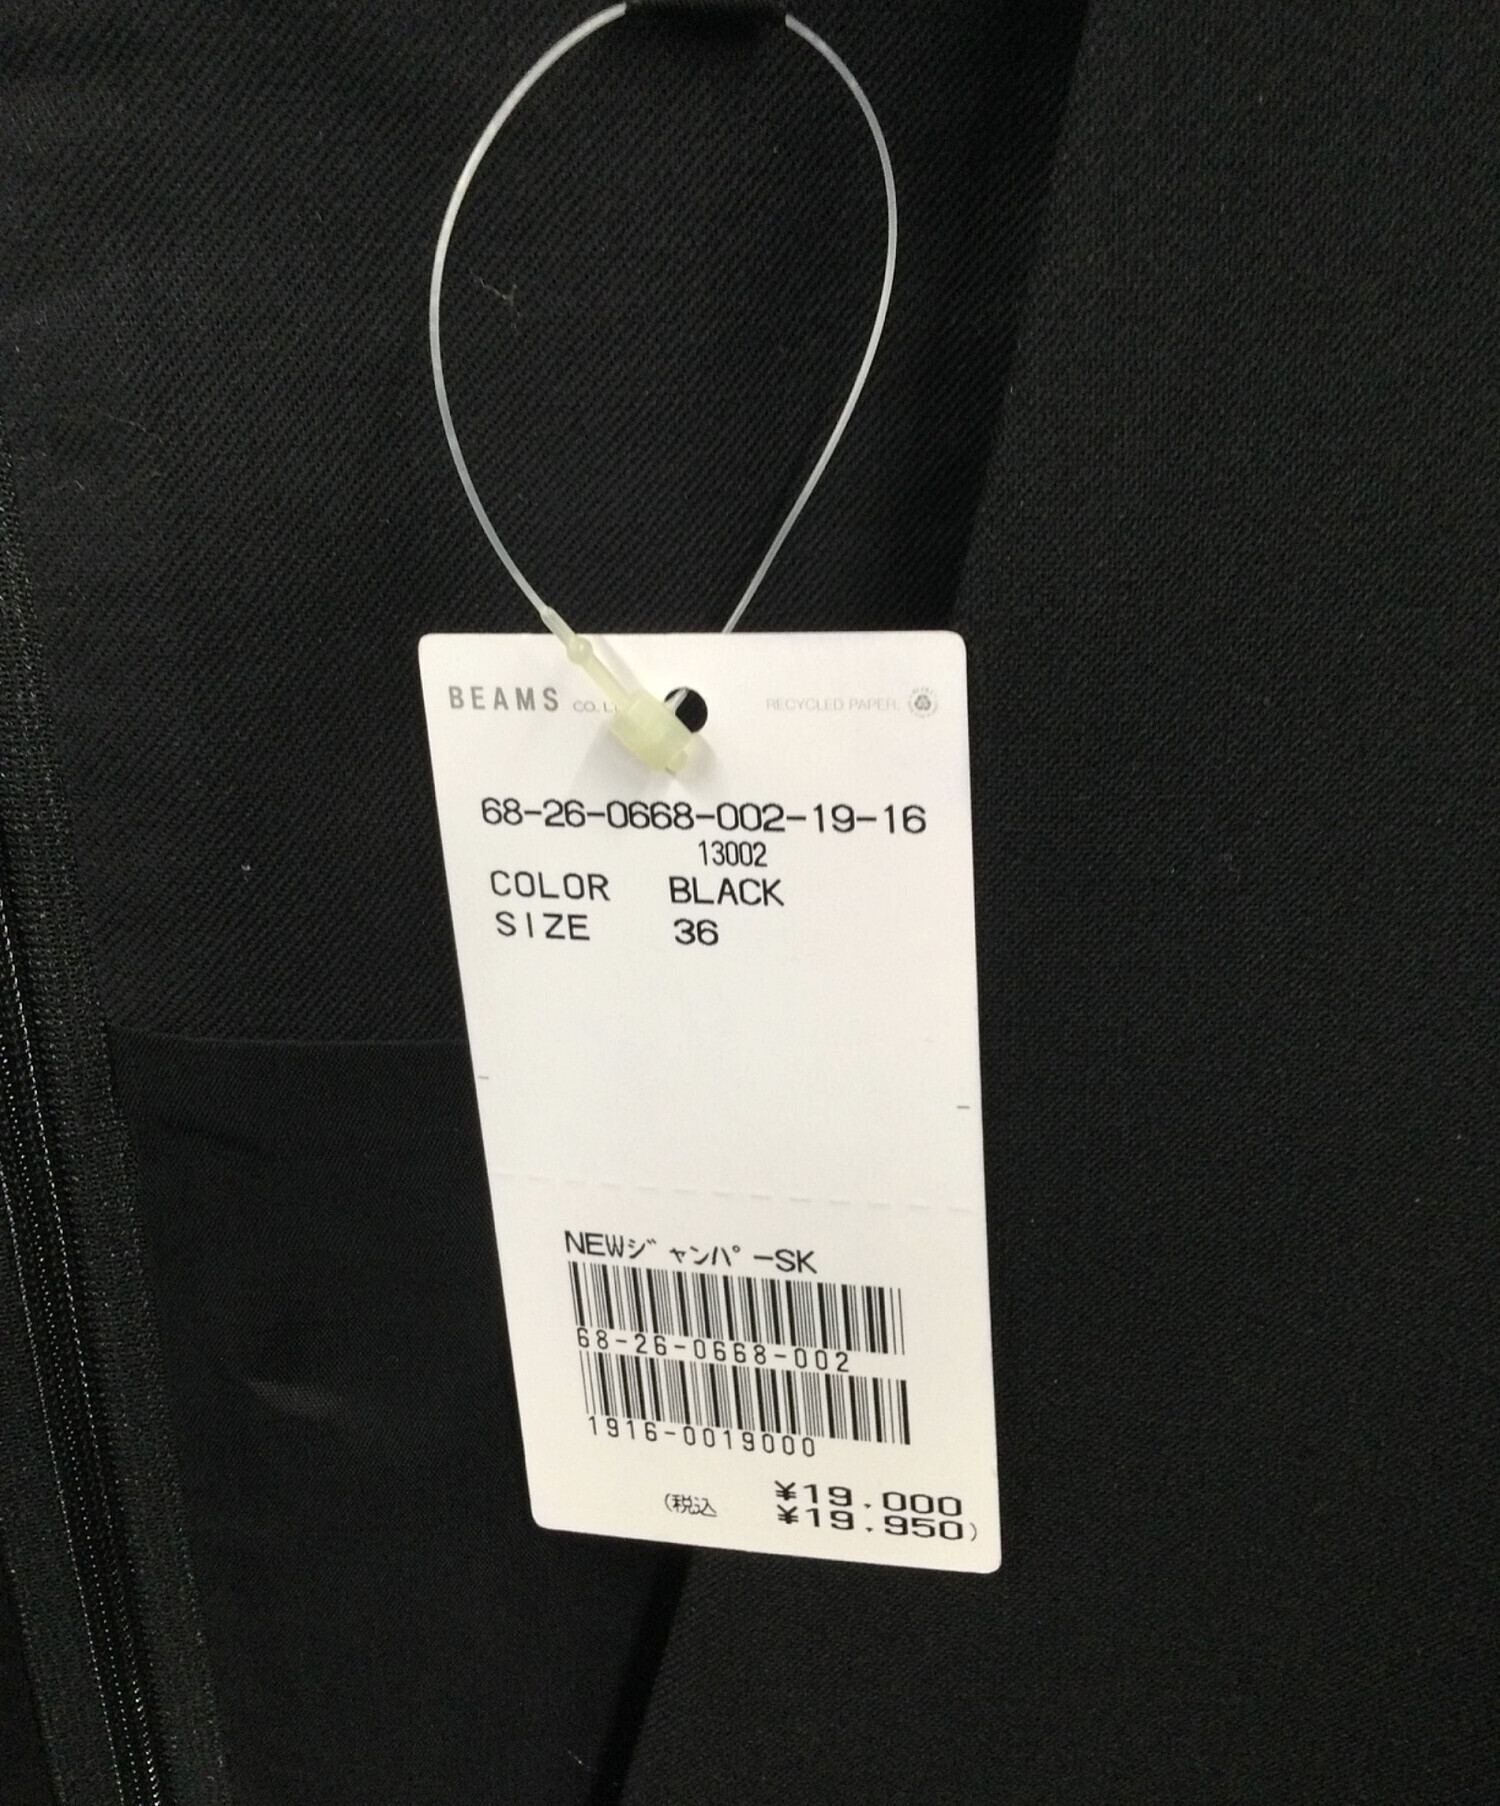 BEAMS CO. L
RECYCLED PAPER
68-26-0668-002-19-16
13002
COLOR BLACK
SIZE 36
NEWジャンパーSK
68-26-0668-002
1916-0019000
¥19.000
(税込 ¥19.950)